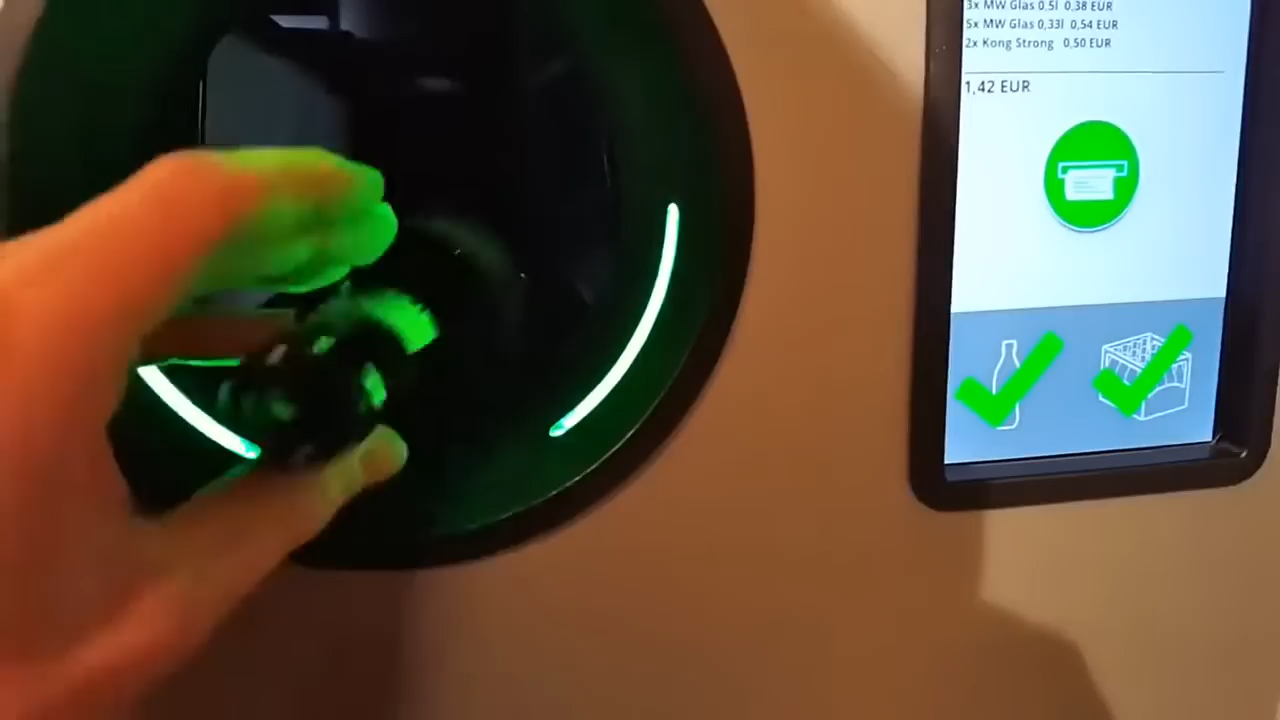 3x MW Glas 0,5l 0,38 EUR
5x MW Glas 0,33l 0,54 EUR
2x Kong Strong 0,50 EUR
1,42 EUR